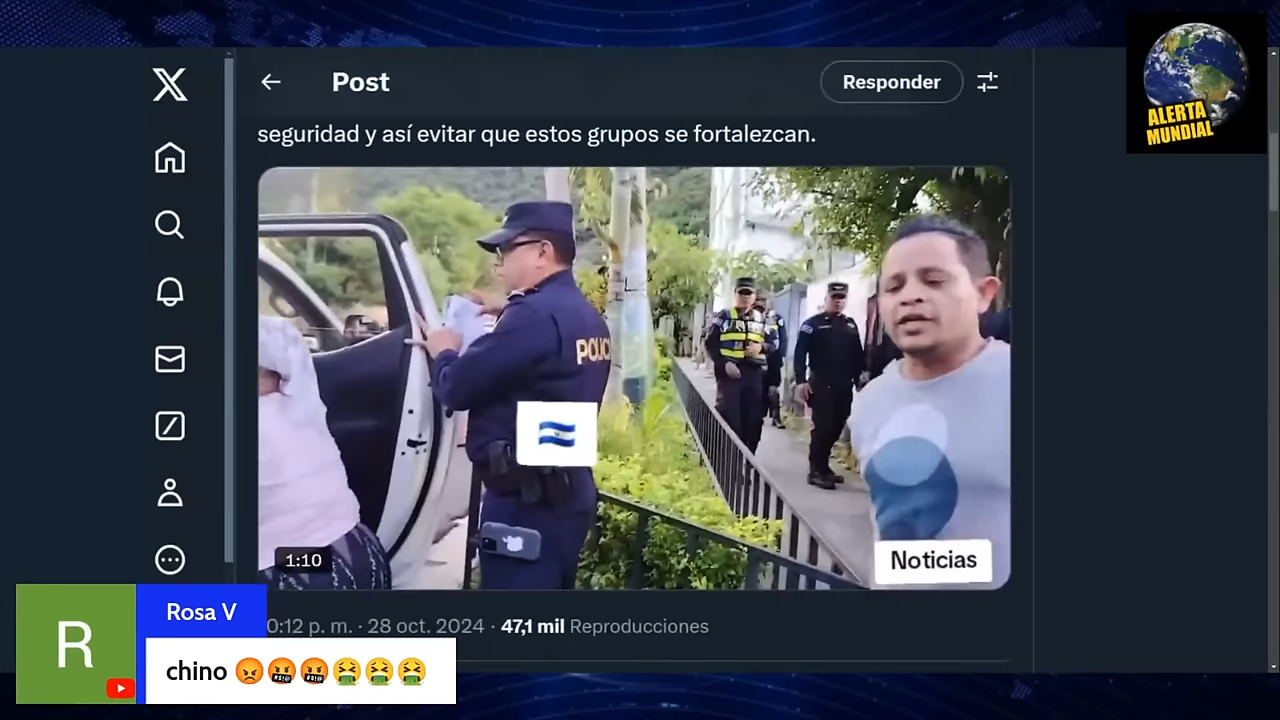 Post
Responder
ALERTA
MUNDIAL
seguridad y así evitar que estos grupos se fortalezcan.
1:10
Noticias
0:12 p. m. · 28 oct. 2024 · 47,1 mil Reproducciones
R
Rosa V
chino 😡🤬🤬🤮🤮🤮